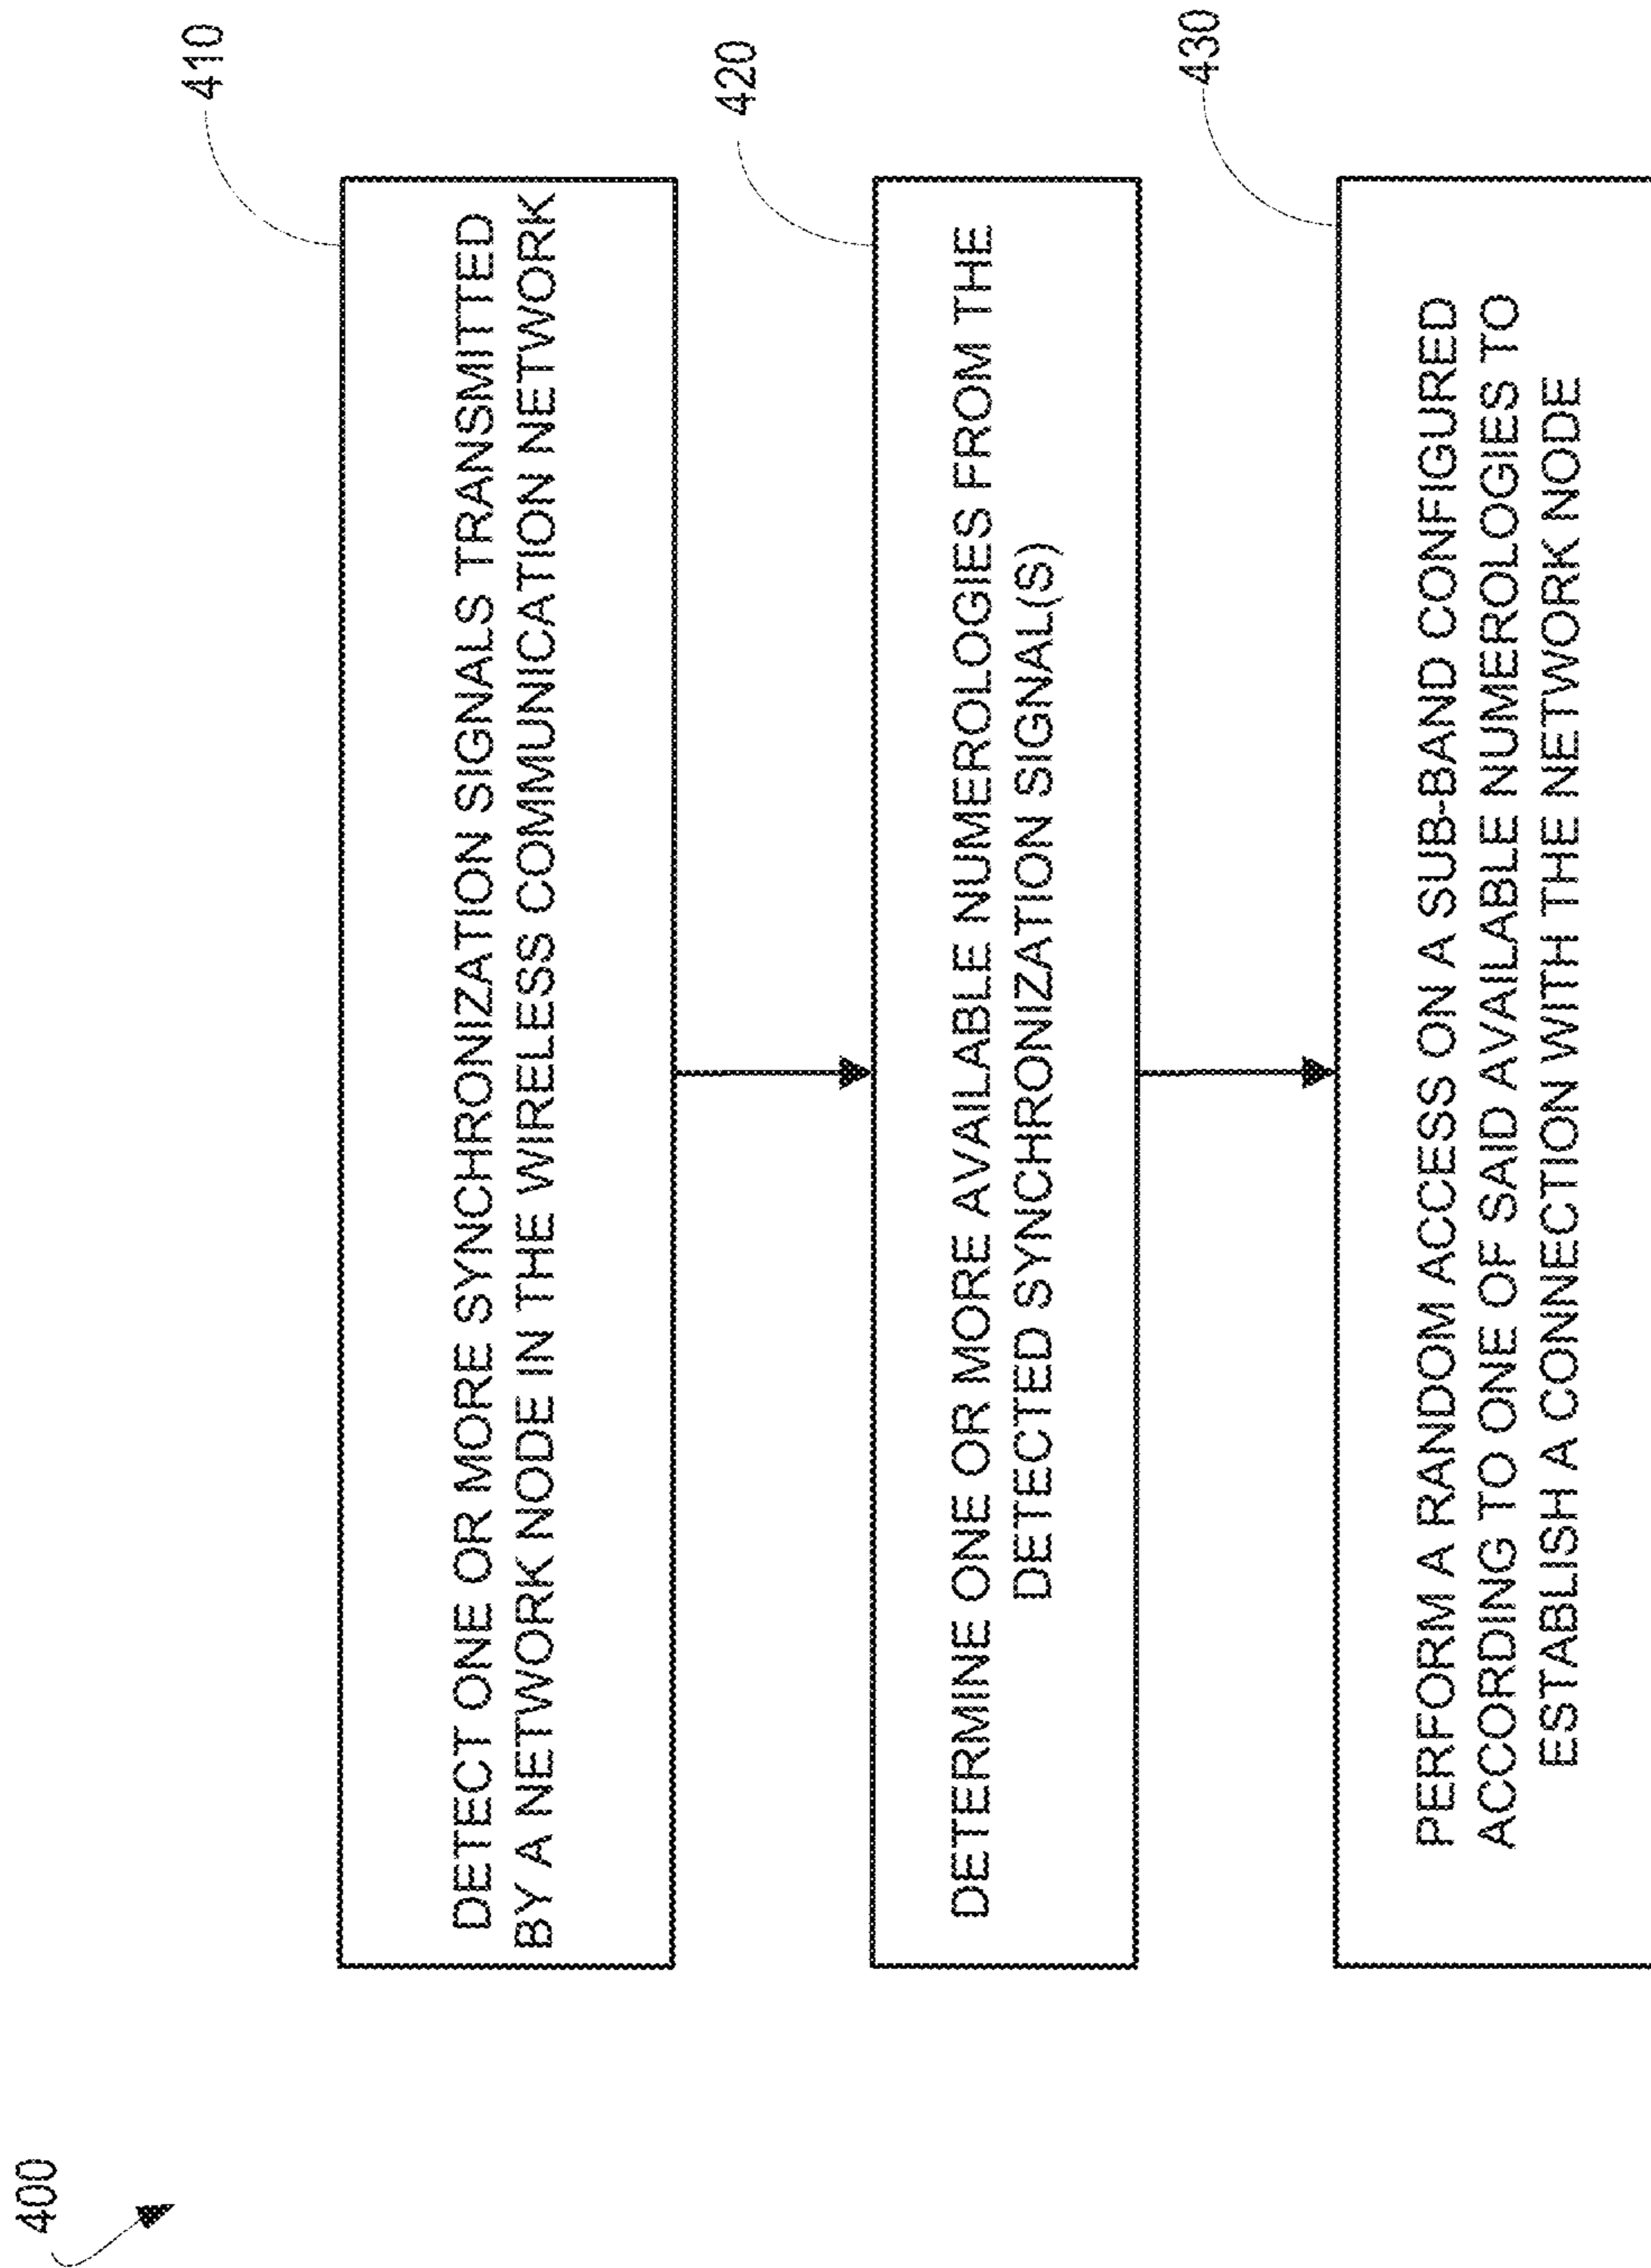 400
410
DETECT ONE OR MORE SYNCHRONIZATION SIGNALS TRANSMITTED
BY A NETWORK NODE IN THE WIRELESS COMMUNICATION NETWORK
420
DETERMINE ONE OR MORE AVAILABLE NUMEROLOGIES FROM THE
DETECTED SYNCHRONIZATION SIGNAL(S)
430
PERFORM A RANDOM ACCESS ON A SUB-BAND CONFIGURED
ACCORDING TO ONE OF SAID AVAILABLE NUMEROLOGIES TO
ESTABLISH A CONNECTION WITH THE NETWORK NODE